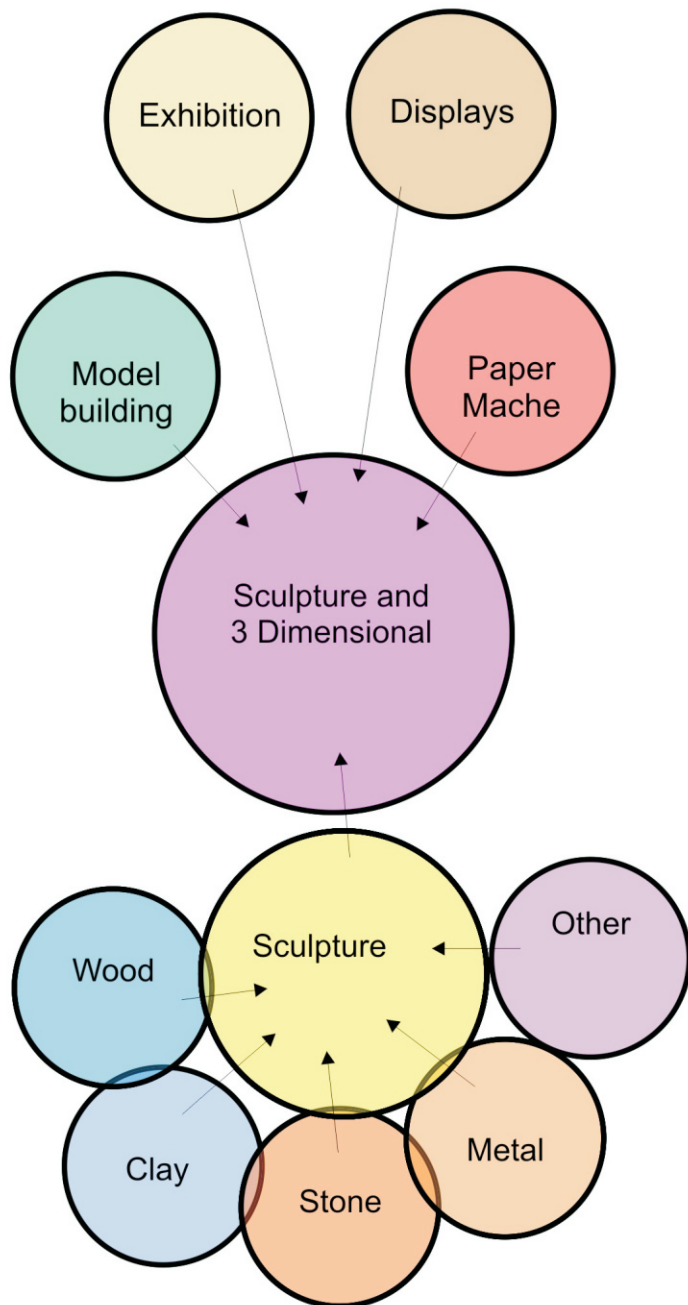 Exhibition
Displays
Model
building
Paper
Mache
Sculpture and
3 Dimensional
Sculpture
Other
Wood
Clay
Stone
Metal